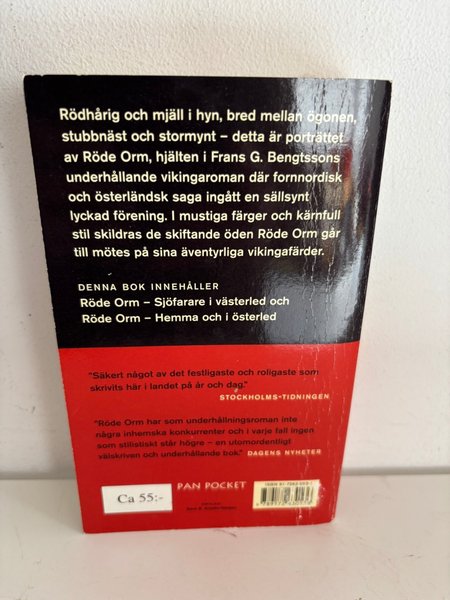 Rödhårig och mjäll i hyn, bred mellan ögonen,
stubbnäst och stormynt – detta är porträttet
av Röde Orm, hjälten i Frans G. Bengtssons
underhållande vikingaroman där fornnordisk
och österländsk saga ingått en sällsynt
lyckad förening. I mustiga färger och kärnfull
stil skildras de skiftande öden Röde Orm går
till mötes på sina äventyrliga vikingafärder.
DENNA BOK INNEHÅLLER
Röde Orm – Sjöfarare i västerled och
Röde Orm – Hemma och i österled
"Säkert något av det festligaste och roligaste som
skrivits här i landet på år och dag."
STOCKHOLMS-TIDNINGEN
"Röde Orm har som underhållningsroman inte
några inhemska konkurrenter och i varje fall ingen
som stilistiskt står högre – en utomordentligt
välskriven och underhållande bok." DAGENS NYHETER
PAN POCKET
Ca 55:-
ISBN